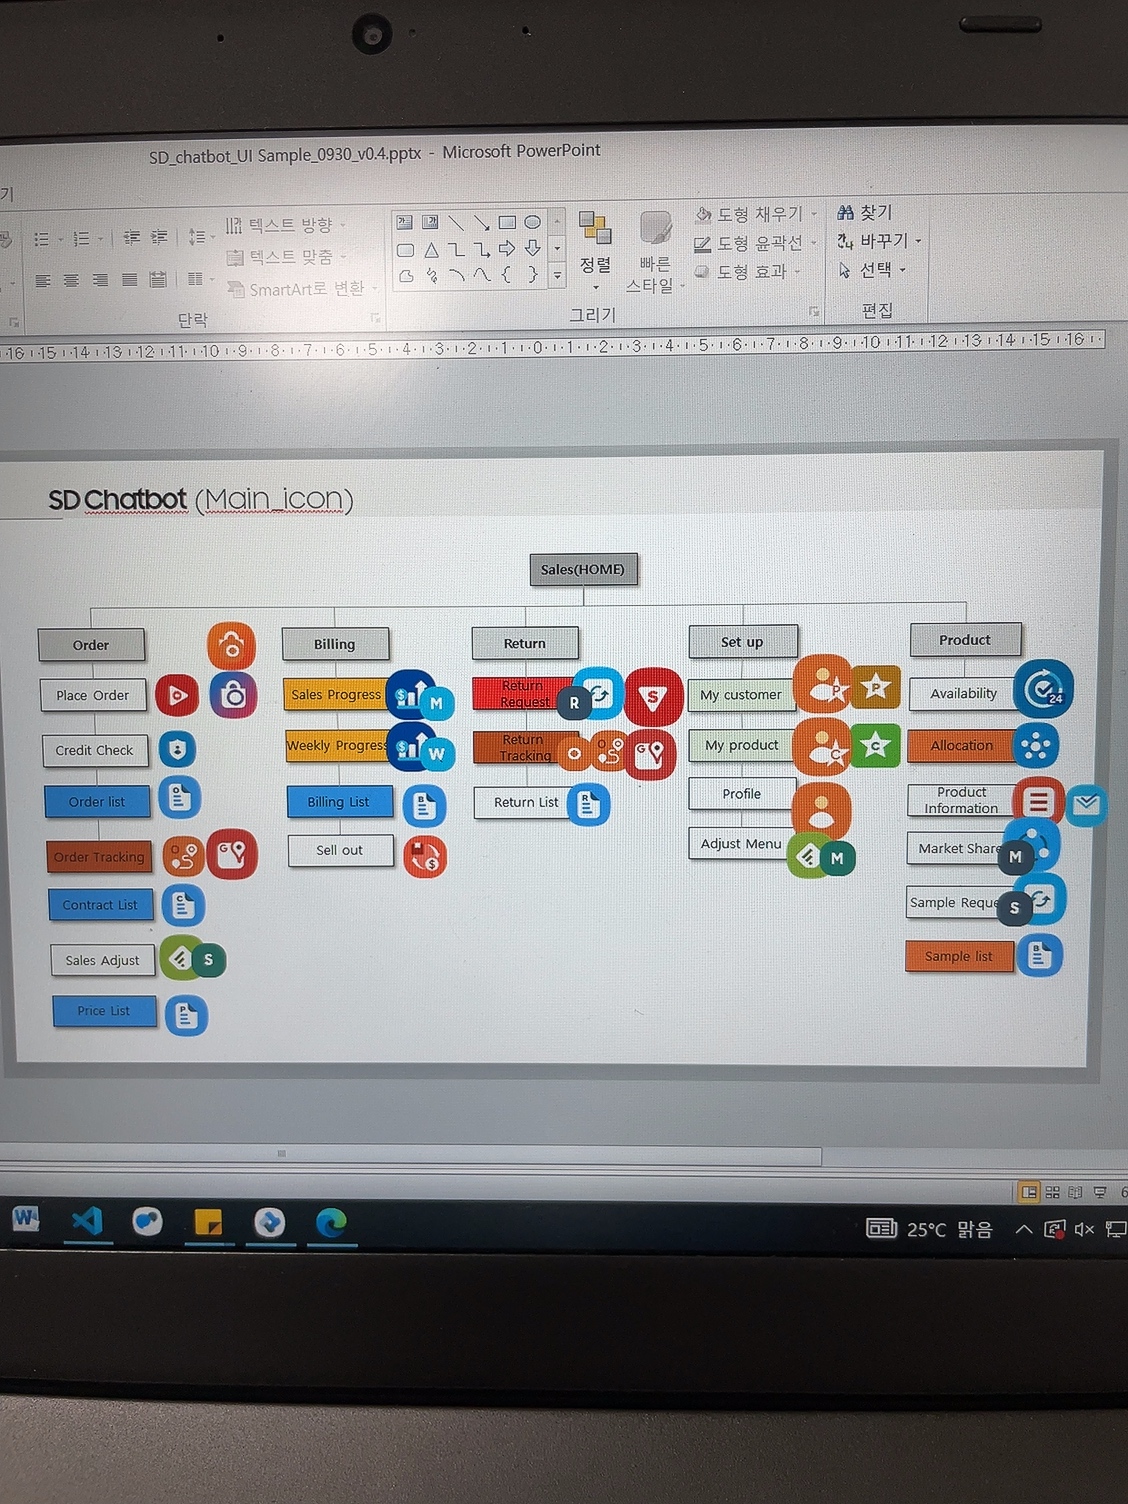 SD_chatbot_UI Sample_0930_v0.4.pptx - Microsoft PowerPoint
기
텍스트 방향
텍스트 맞춤
SmartArt로 변환
단락
정렬
빠른
스타일
도형 채우기
도형 윤곽선
도형 효과
그리기
찾기
바꾸기
선택
편집
16 15 14 13 12 11 10 9 8 7 6 5 4 3 2 1 0 1 2 3 4 5 6 7 8 9 10 11 12 13 14 15 16
SD Chatbot (Main_icon)
Sales(HOME)
Order
Place Order
Credit Check
Order list
O
Order Tracking
O
G
Contract List
C
Sales Adjust
S
Price List
P
Billing
Sales Progress
$
M
Weekly Progress
$
W
Billing List
B
Sell out
$
Return
Return
Request
R
S
Return
Tracking
G
Return List
R
Set up
My customer
P
P
My product
C
C
Profile
Adjust Menu
M
Product
Availability
24
Allocation
Product
Information
Market Share
M
Sample Reque
S
Sample list
B
6
W
25°C 맑음